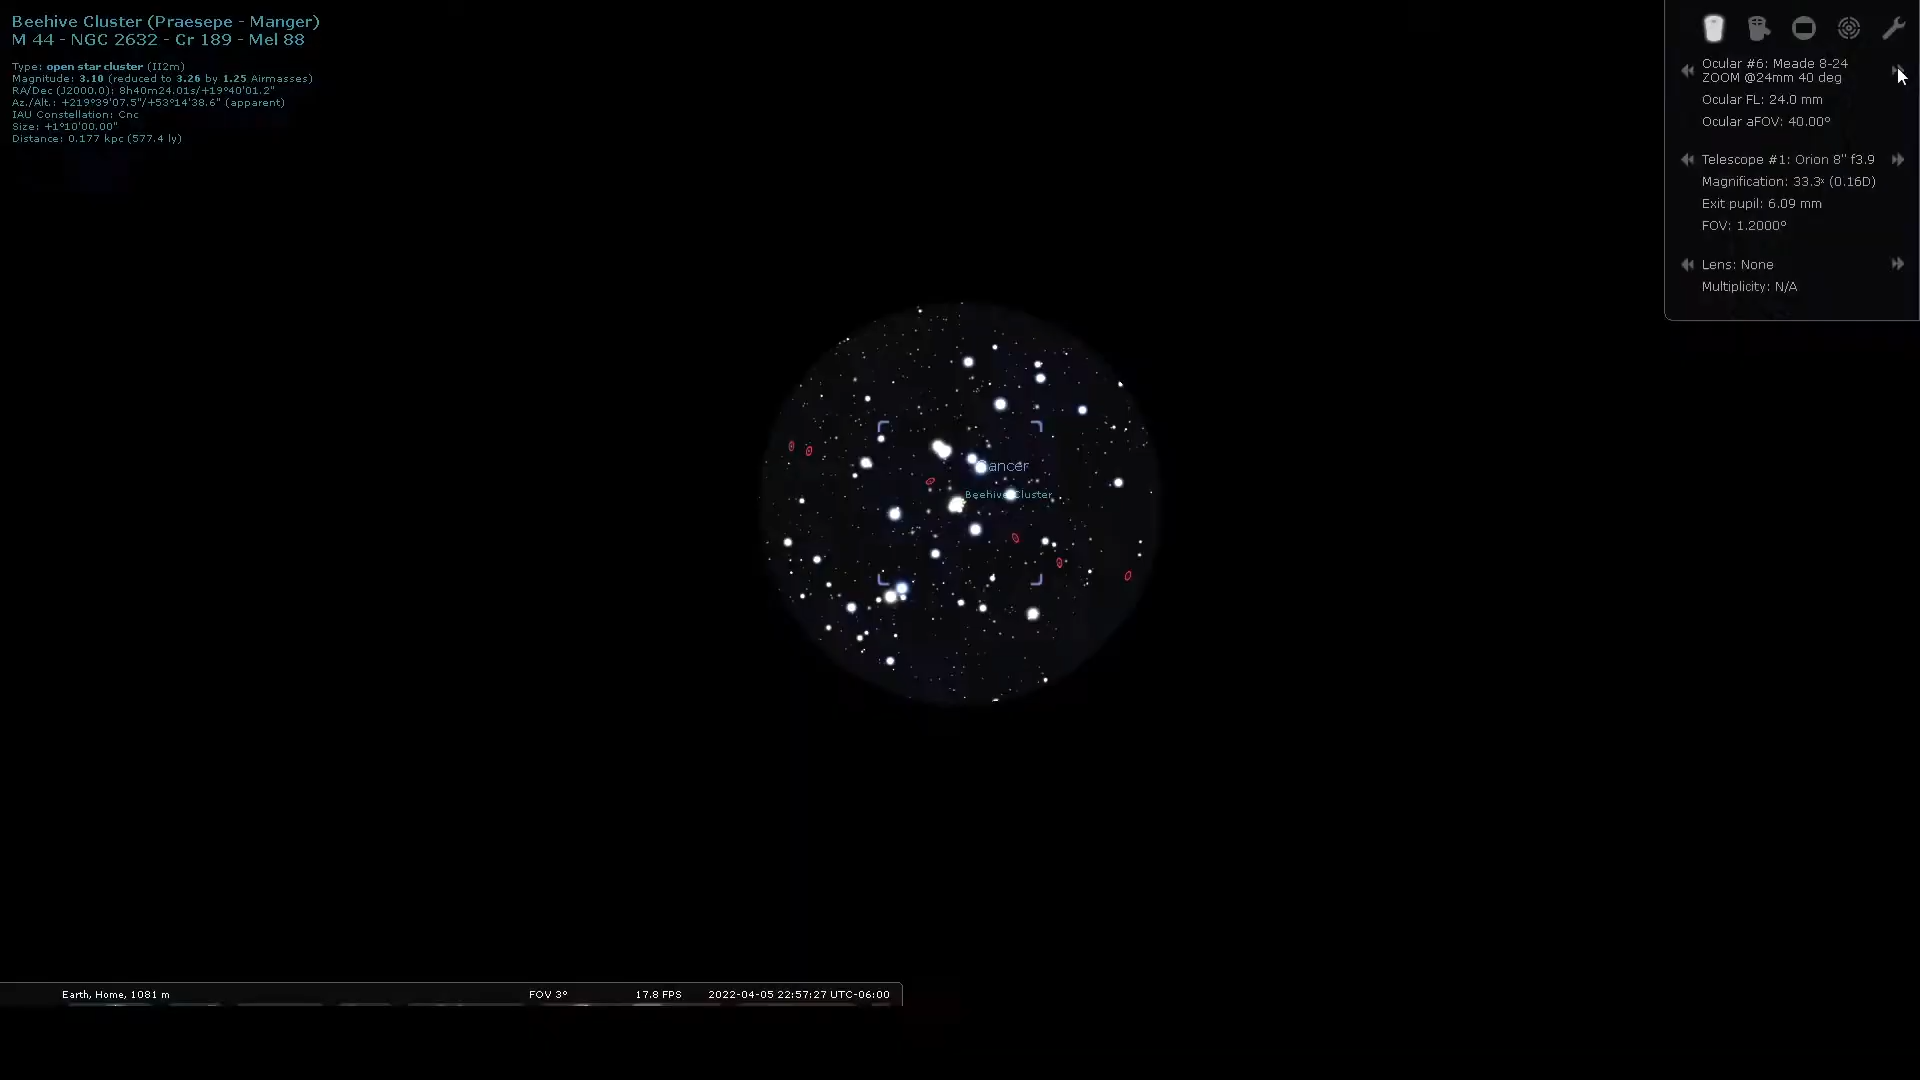 Beehive Cluster (Praesepe - Manger)
M 44 - NGC 2632 - Cr 189 - Mel 88
Type: open star cluster (II2m)
Magnitude: 3.10 (reduced to 3.26 by 1.25 Airmasses)
RA/Dec (J2000.0): 8h40m24.01s/+19°40'01.2"
Az./Alt.: +219°39'07.5"/+53°14'38.6" (apparent)
IAU Constellation: Cnc
Size: +1°10'00.00"
Distance: 0.177 kpc (577.4 ly)
Ocular #6: Meade 8-24
ZOOM @24mm 40 deg
Ocular FL: 24.0 mm
Ocular aFOV: 40.00°
Telescope #1: Orion 8" f3.9
Magnification: 33.3ˣ (0.16D)
Exit pupil: 6.09 mm
FOV: 1.2000°
Lens: None
Multiplicity: N/A
Cancer
Beehive Cluster
Earth, Home, 1081 m FOV 3° 17.8 FPS 2022-04-05 22:57:27 UTC-06:00